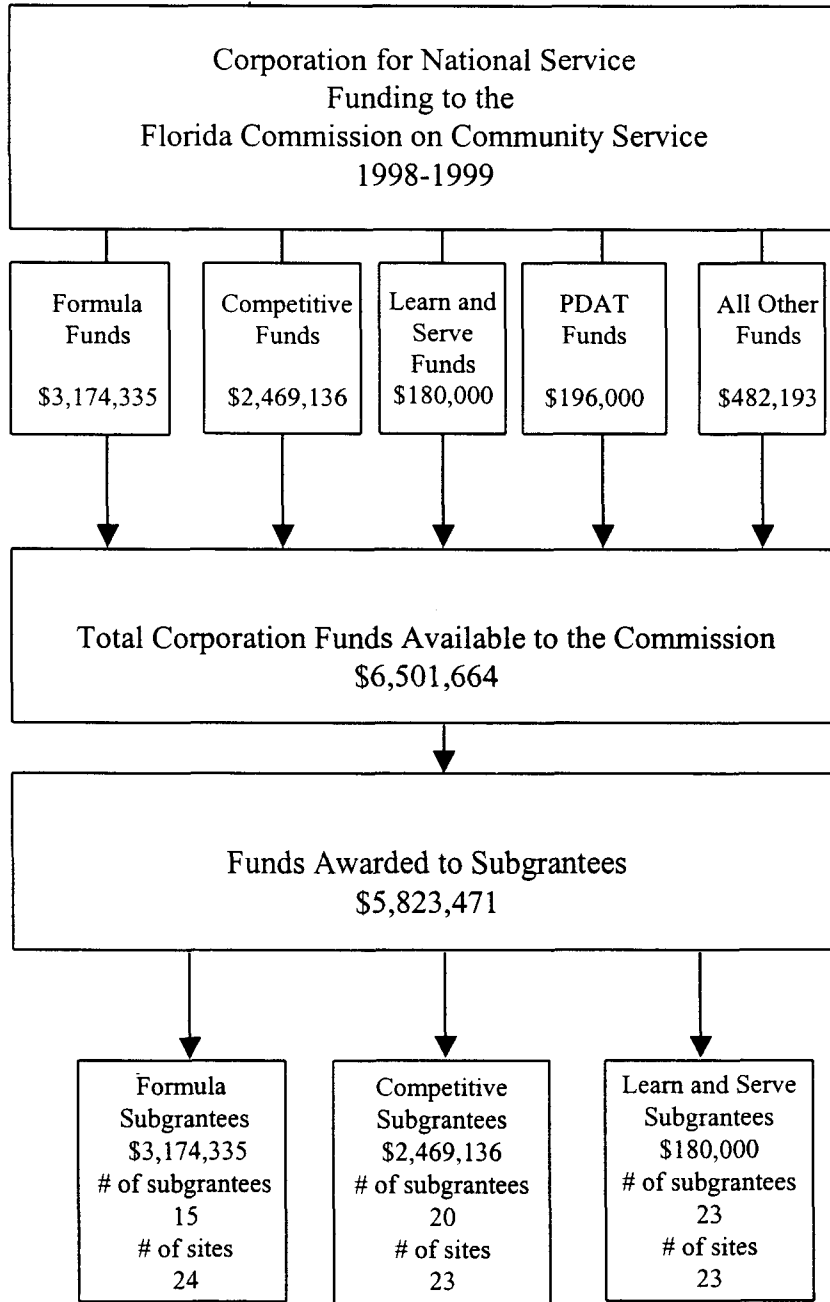 Corporation for National Service
Funding to the
Florida Commission on Community Service
1998-1999
Formula
Funds
$3,174,335
Competitive
Funds
$2,469,136
Learn and
Serve
Funds
$180,000
PDAT
Funds
$196,000
All Other
Funds
$482,193
Total Corporation Funds Available to the Commission
$6,501,664
Funds Awarded to Subgrantees
$5,823,471
Formula
Subgrantees
$3,174,335
# of subgrantees
15
# of sites
24
Competitive
Subgrantees
$2,469,136
# of subgrantees
20
# of sites
23
Learn and Serve
Subgrantees
$180,000
# of subgrantees
23
# of sites
23